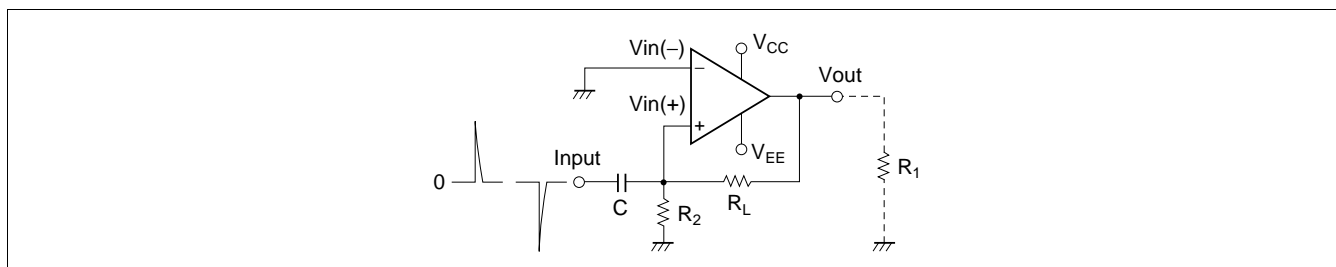 Vin(−)
VCC
Vout
Vin(+)
−
+
VEE
Input
0
C
R2
RL
R1